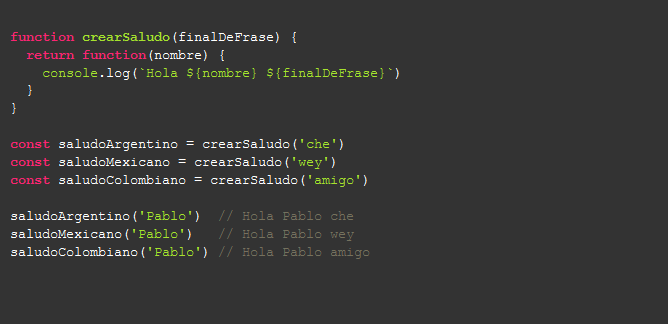 function crearSaludo(finalDeFrase) {
  return function(nombre) {
    console.log(`Hola ${nombre} ${finalDeFrase}`)
  }
}

const saludoArgentino = crearSaludo('che')
const saludoMexicano = crearSaludo('wey')
const saludoColombiano = crearSaludo('amigo')

saludoArgentino('Pablo')  // Hola Pablo che
saludoMexicano('Pablo')   // Hola Pablo wey
saludoColombiano('Pablo') // Hola Pablo amigo